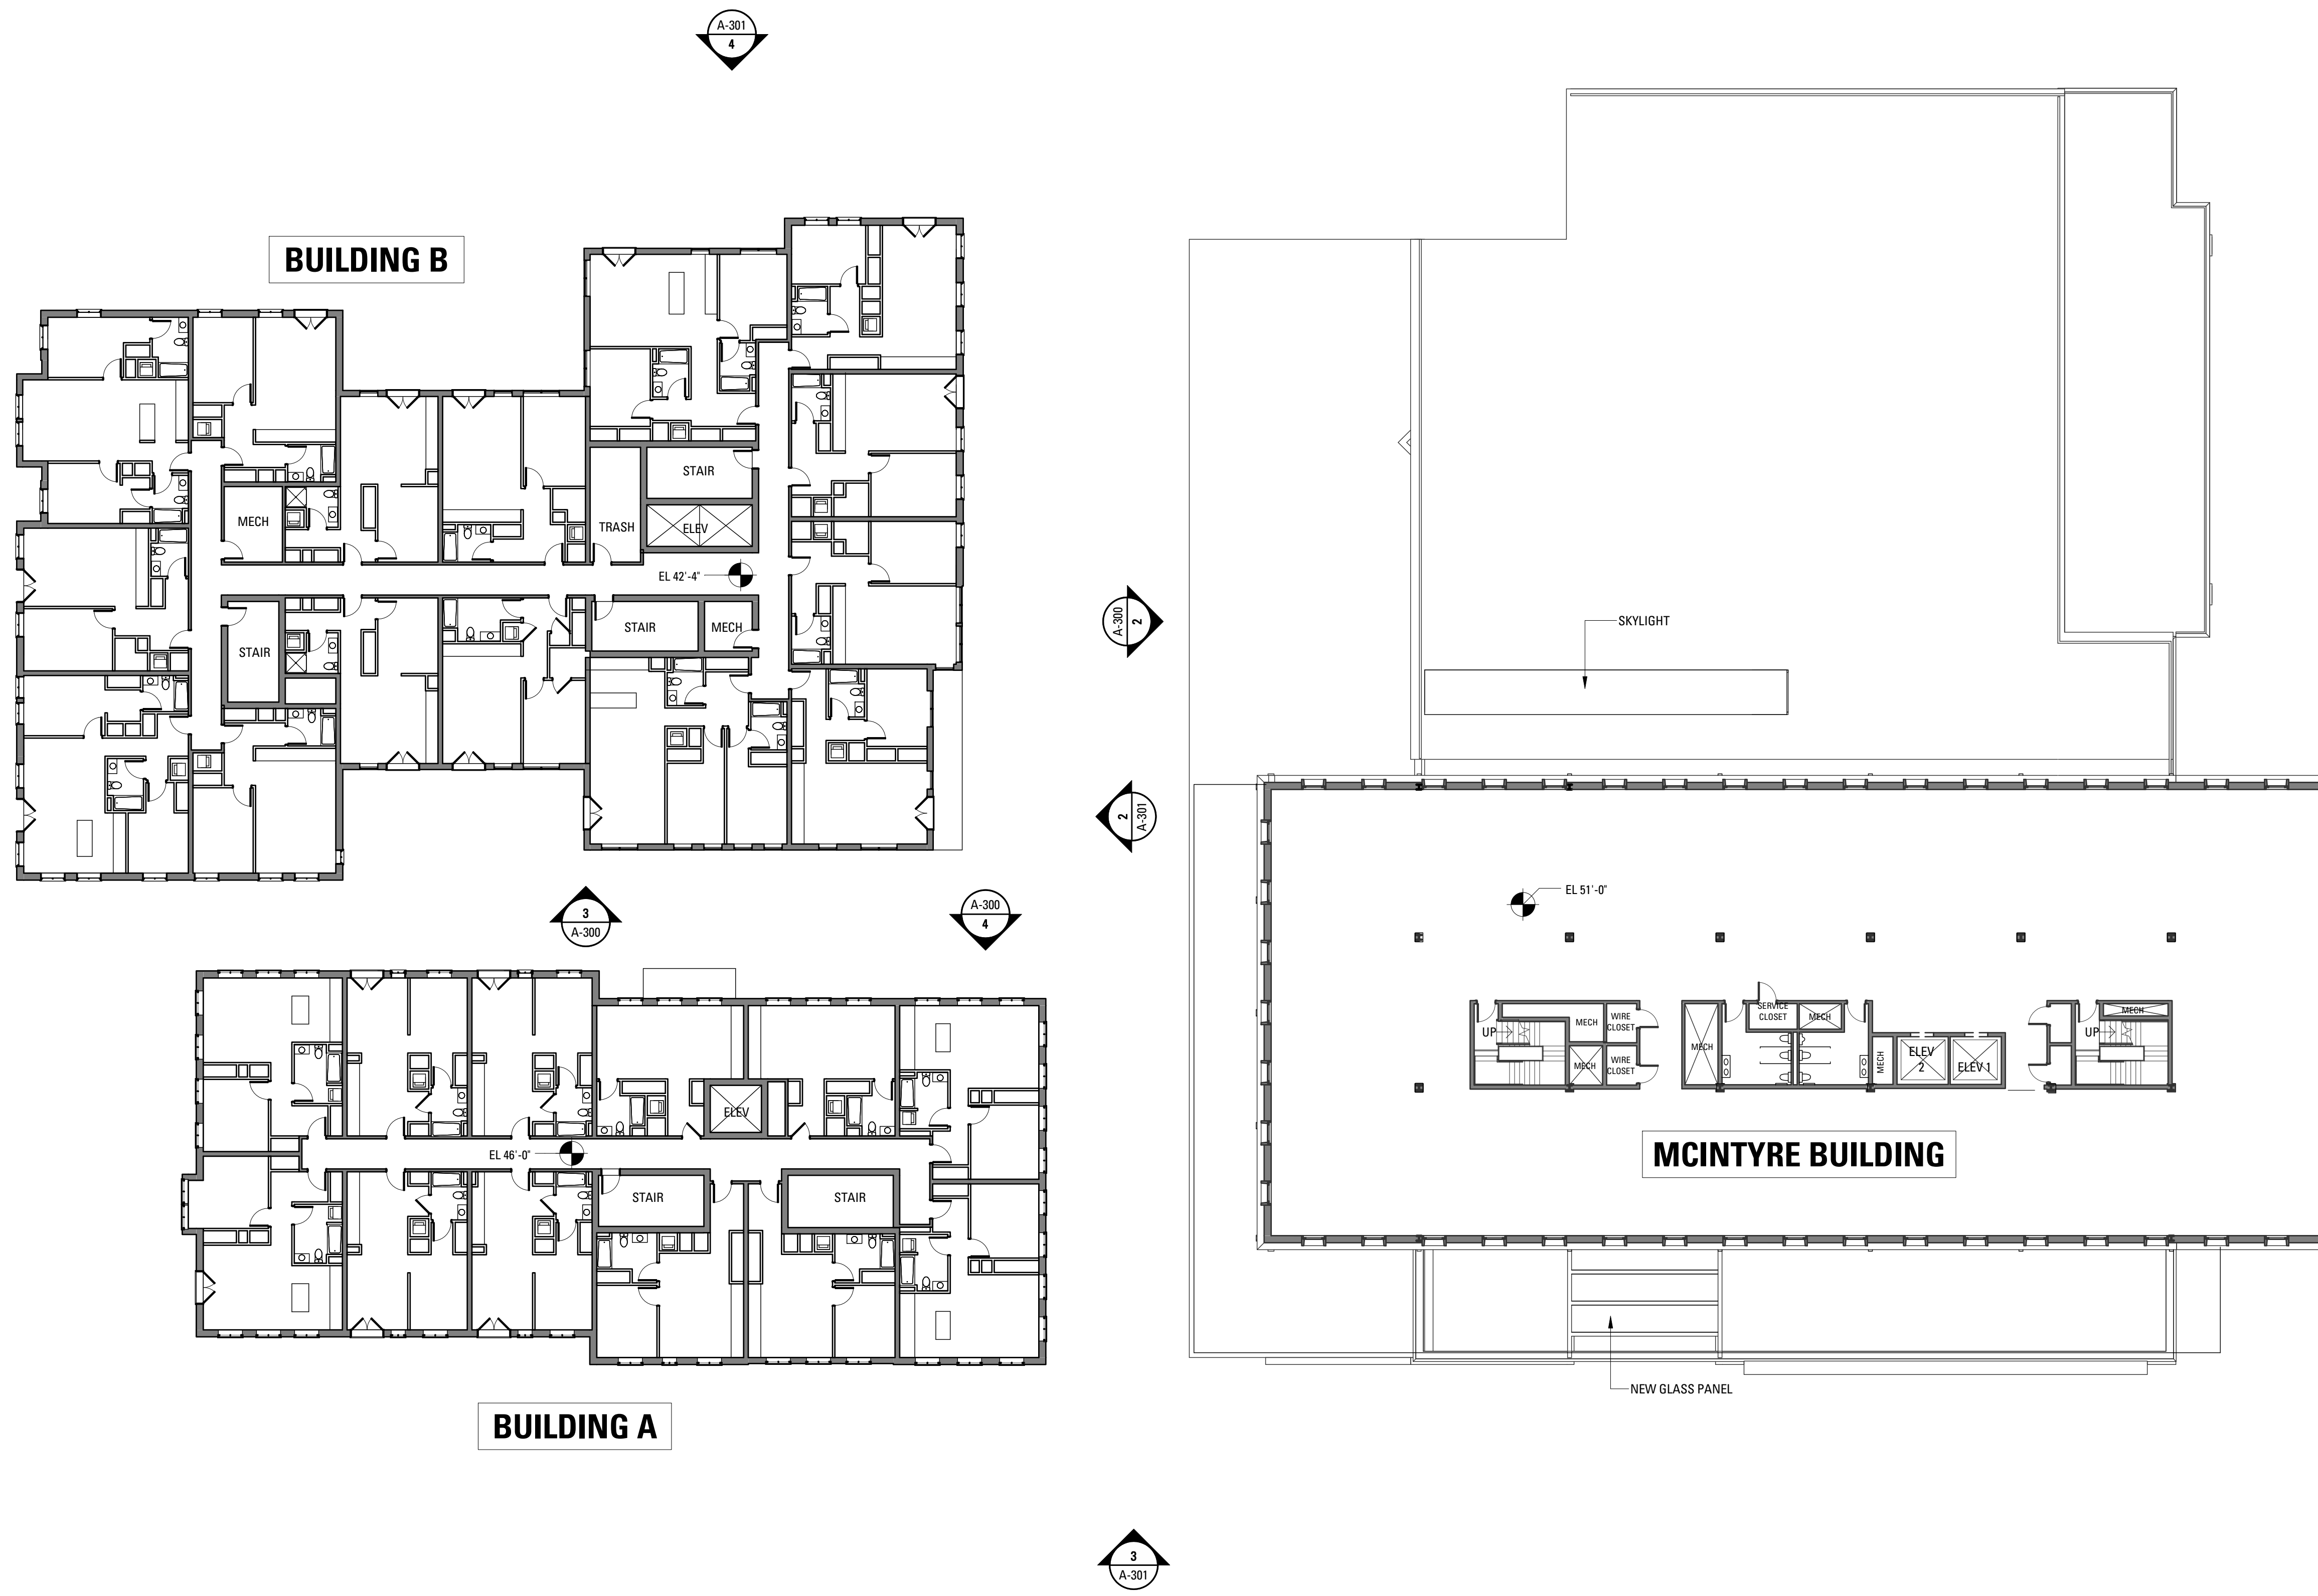 A-301
4
BUILDING B
STAIR
MECH
TRASH
ELEV
EL 42'-4"
STAIR
MECH
STAIR
A-300
2
SKYLIGHT
2
A-301
EL 51'-0"
3
A-300
A-300
4
UP
MECH
WIRE
CLOSET
MECH
WIRE
CLOSET
MECH
SERVICE
CLOSET
MECH
MECH
ELEV
2
ELEV 1
UP
MECH
ELEV
EL 46'-0"
MCINTYRE BUILDING
STAIR
STAIR
NEW GLASS PANEL
BUILDING A
3
A-301